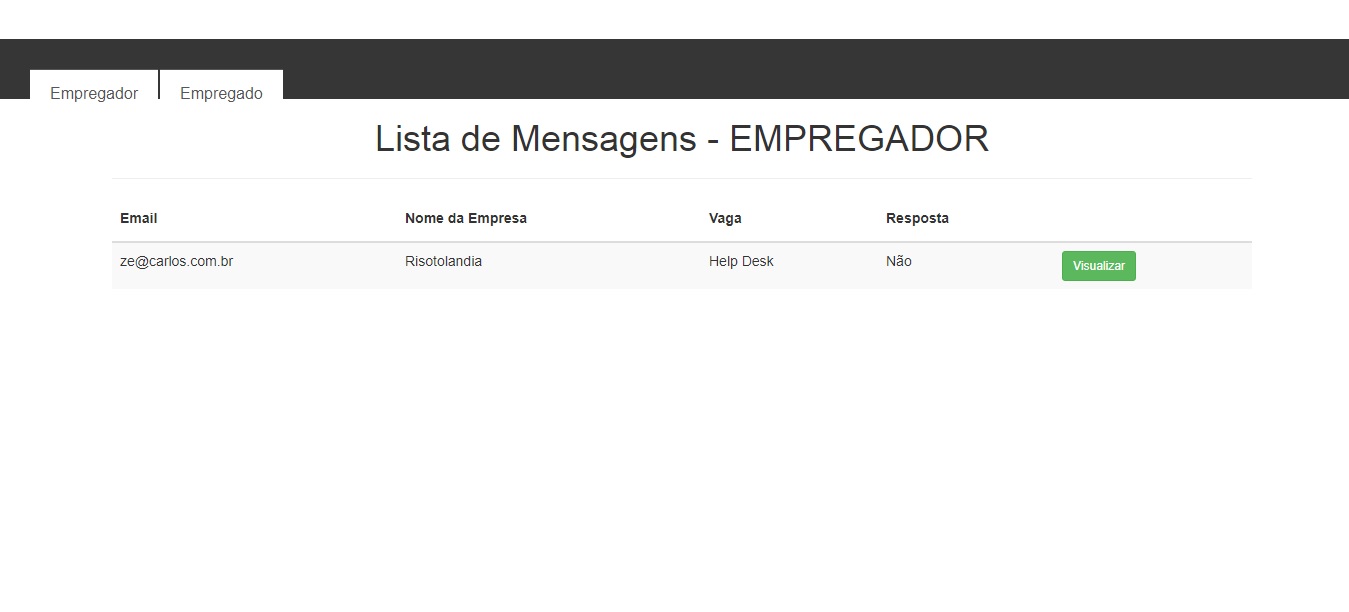 Empregador Empregado
Lista de Mensagens - EMPREGADOR
Email Nome da Empresa Vaga Resposta
ze@carlos.com.br Risotolandia Help Desk Não Visualizar